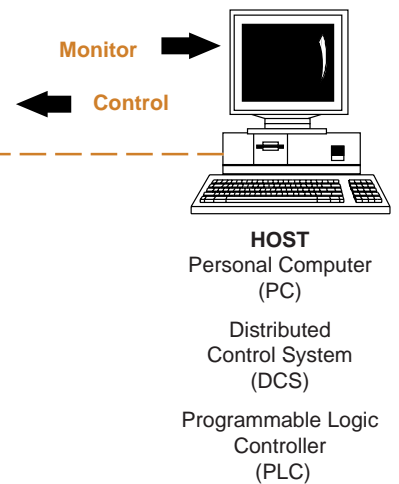 Monitor
Control
HOST
Personal Computer
(PC)
Distributed
Control System
(DCS)
Programmable Logic
Controller
(PLC)